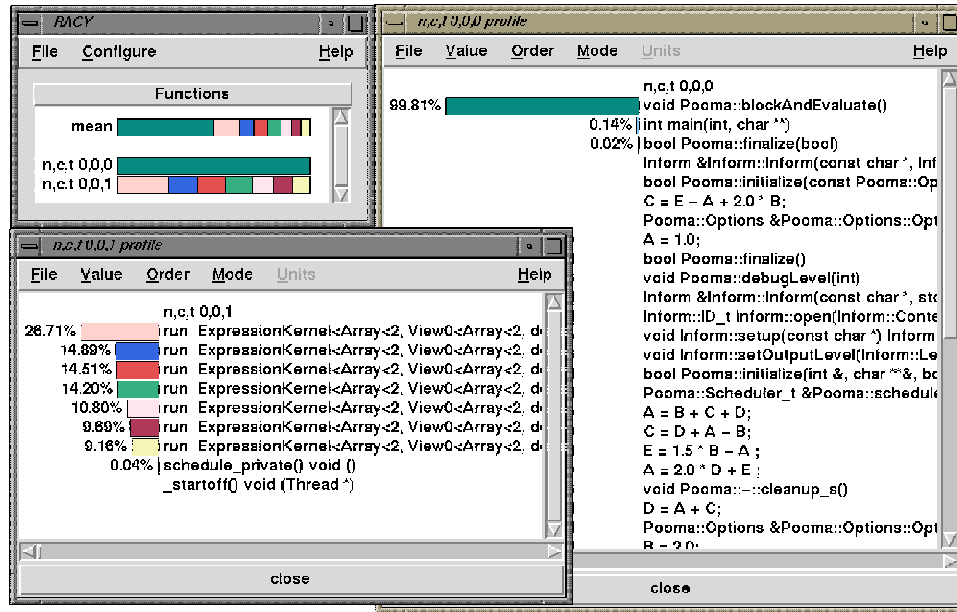 RACY
File Configure Help
Functions
mean
n,c,t 0,0,0
n,c,t 0,0,1
n,c,t 0,0,0 profile
File Value Order Mode Units Help
n,c,t 0,0,0
99.81% void Pooma::blockAndEvaluate()
0.14% int main(int, char **)
0.02% bool Pooma::finalize(bool)
Inform &Inform::Inform(const char *, Inf
bool Pooma::initialize(const Pooma::Op
C = E - A + 2.0 * B;
Pooma::Options &Pooma::Options::Opt
A = 1.0;
bool Pooma::finalize()
void Pooma::debugLevel(int)
Inform &Inform::Inform(const char *, stc
Inform::ID_t Inform::open(Inform::Conte
void Inform::setup(const char *) Inform
void Inform::setOutputLevel(Inform::Le
bool Pooma::initialize(int &, char **&, bo
Pooma::Scheduler_t &Pooma::schedule
A = B + C + D;
C = D + A - B;
E = 1.5 * B - A ;
A = 2.0 * D + E ;
void Pooma::-::cleanup_s()
D = A + C;
Pooma::Options &Pooma::Options::Opt
B = 2.0;
close
n,c,t 0,0,1 profile
File Value Order Mode Units Help
n,c,t 0,0,1
26.71% run ExpressionKernel<Array<2, View0<Array<2, d
14.89% run ExpressionKernel<Array<2, View0<Array<2, d
14.51% run ExpressionKernel<Array<2, View0<Array<2, d
14.20% run ExpressionKernel<Array<2, View0<Array<2, d
10.80% run ExpressionKernel<Array<2, View0<Array<2, d
9.69% run ExpressionKernel<Array<2, View0<Array<2, d
9.16% run ExpressionKernel<Array<2, View0<Array<2, d
0.04% schedule_private() void ()
_startoff() void (Thread *)
close